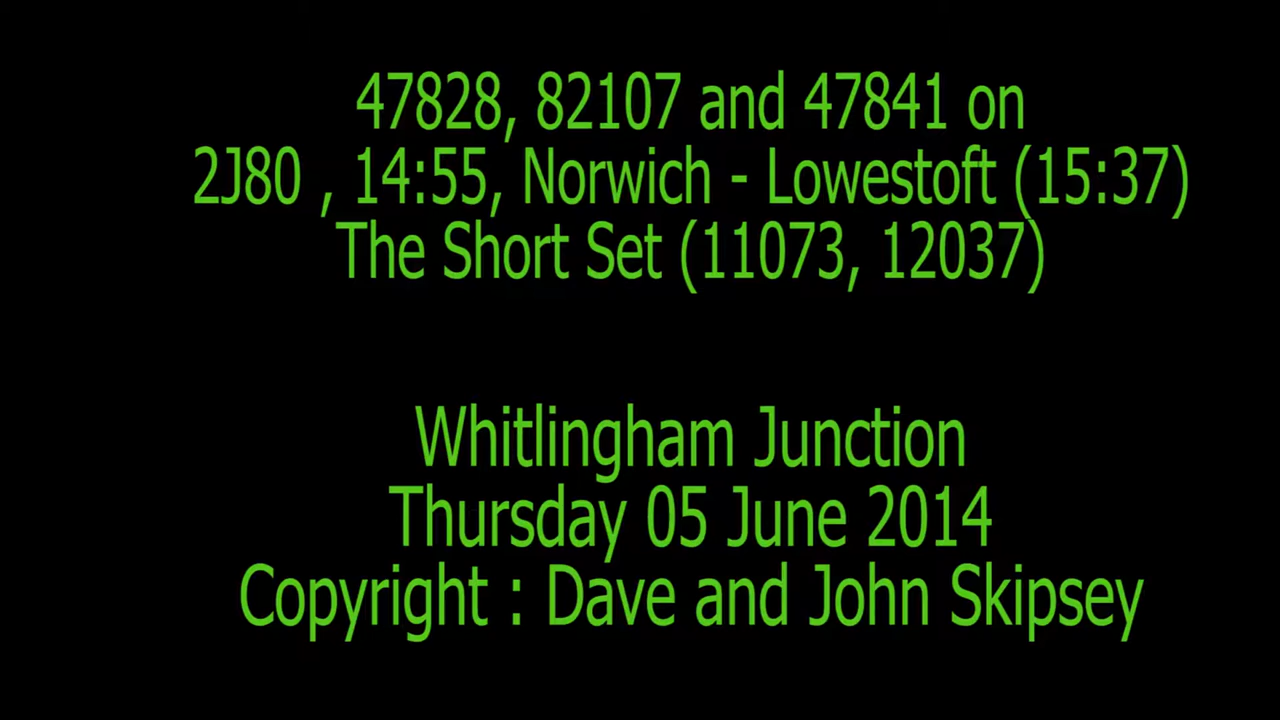 47828, 82107 and 47841 on
2J80 , 14:55, Norwich - Lowestoft (15:37)
The Short Set (11073, 12037)
Whitlingham Junction
Thursday 05 June 2014
Copyright : Dave and John Skipsey